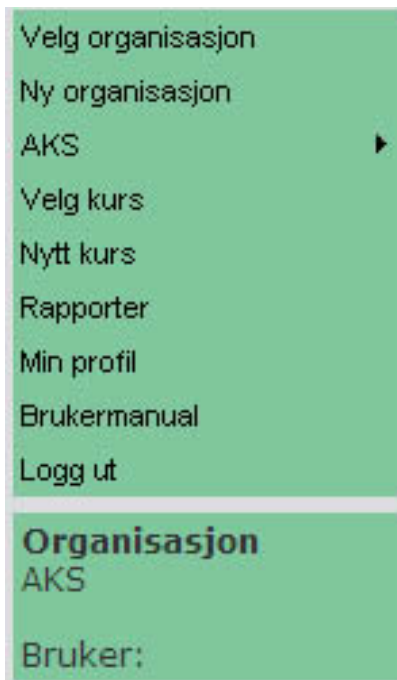 Velg organisasjon
Ny organisasjon
AKS
Velg kurs
Nytt kurs
Rapporter
Min profil
Brukermanual
Logg ut
Organisasjon
AKS
Bruker: